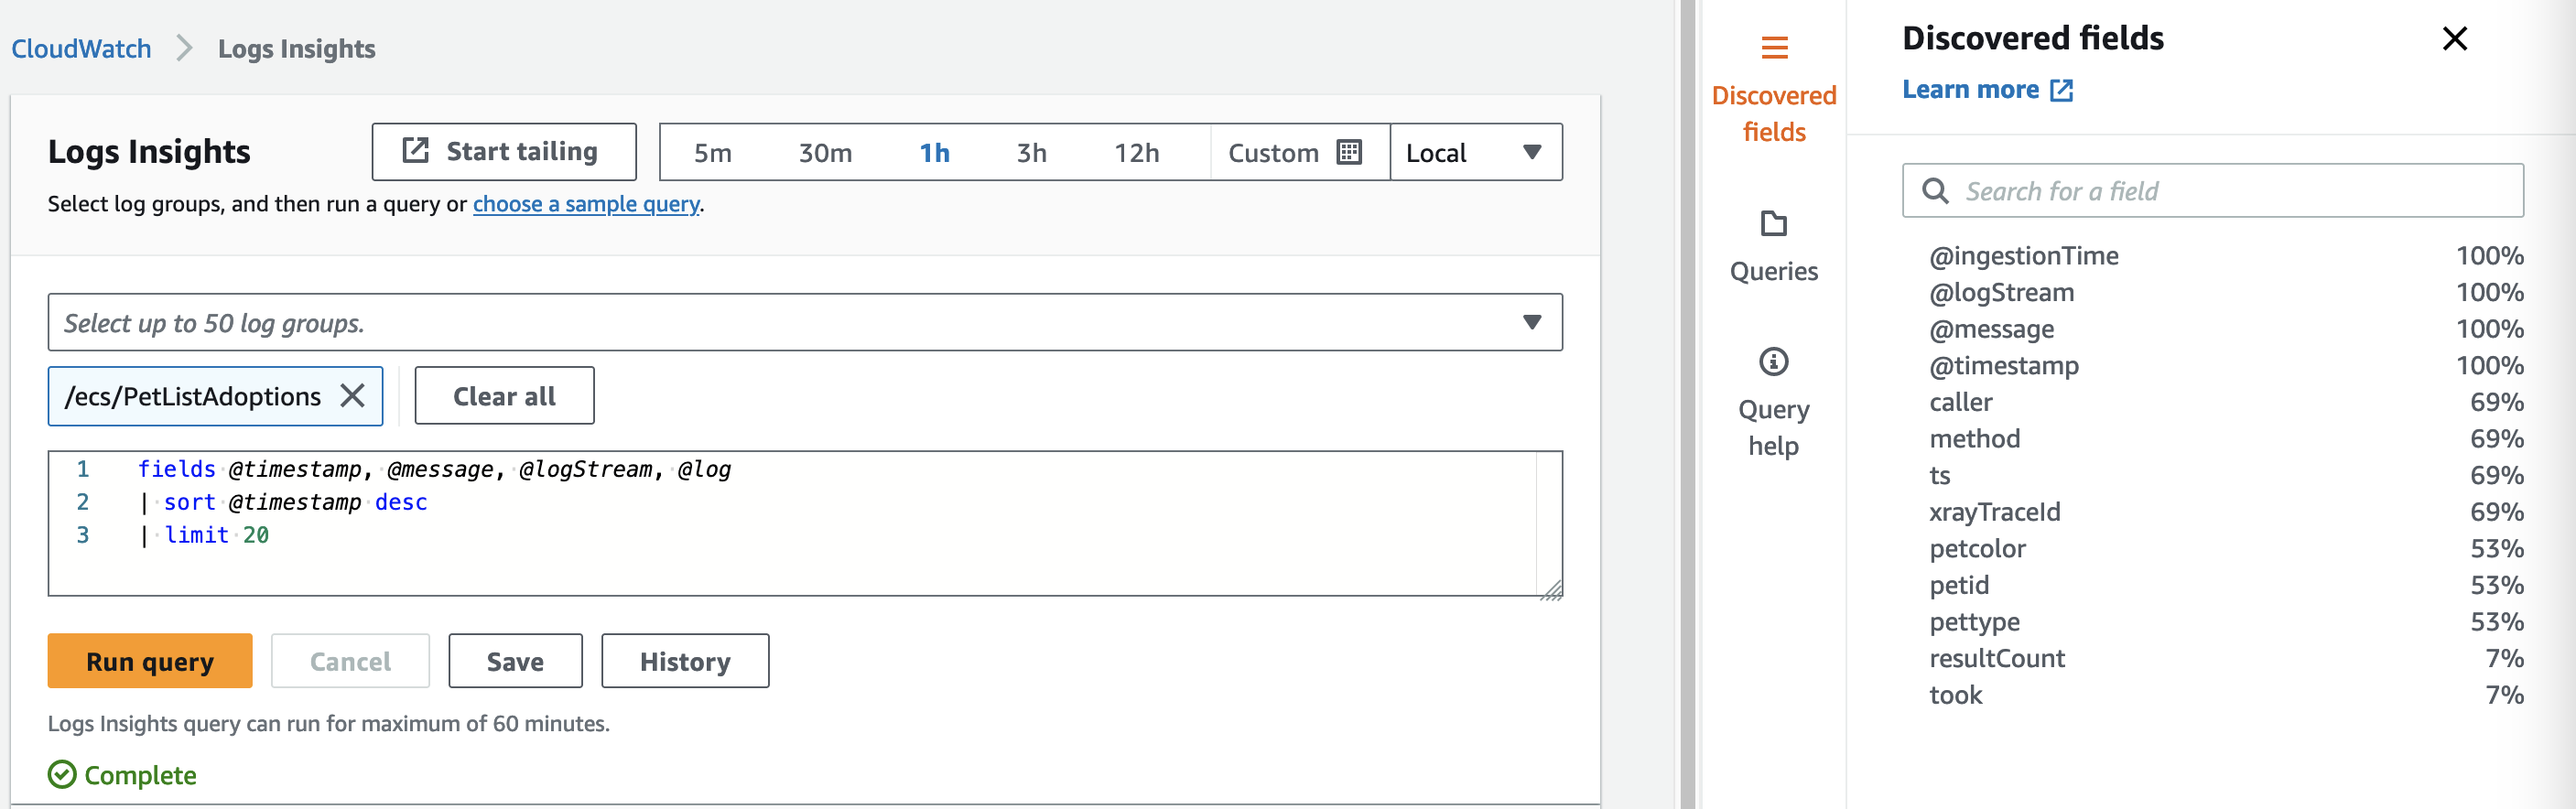 CloudWatch > Logs Insights
Logs Insights
Start tailing
5m 30m 1h 3h 12h Custom Local
Select log groups, and then run a query or choose a sample query.
Select up to 50 log groups.
/ecs/PetListAdoptions
Clear all
1 fields @timestamp, @message, @logStream, @log
2 | sort @timestamp desc
3 | limit 20
Run query Cancel Save History
Logs Insights query can run for maximum of 60 minutes.
Complete
Discovered
fields
Queries
Query
help
Discovered fields
Learn more
Search for a field
@ingestionTime 100%
@logStream 100%
@message 100%
@timestamp 100%
caller 69%
method 69%
ts 69%
xrayTraceId 69%
petcolor 53%
petid 53%
pettype 53%
resultCount 7%
took 7%